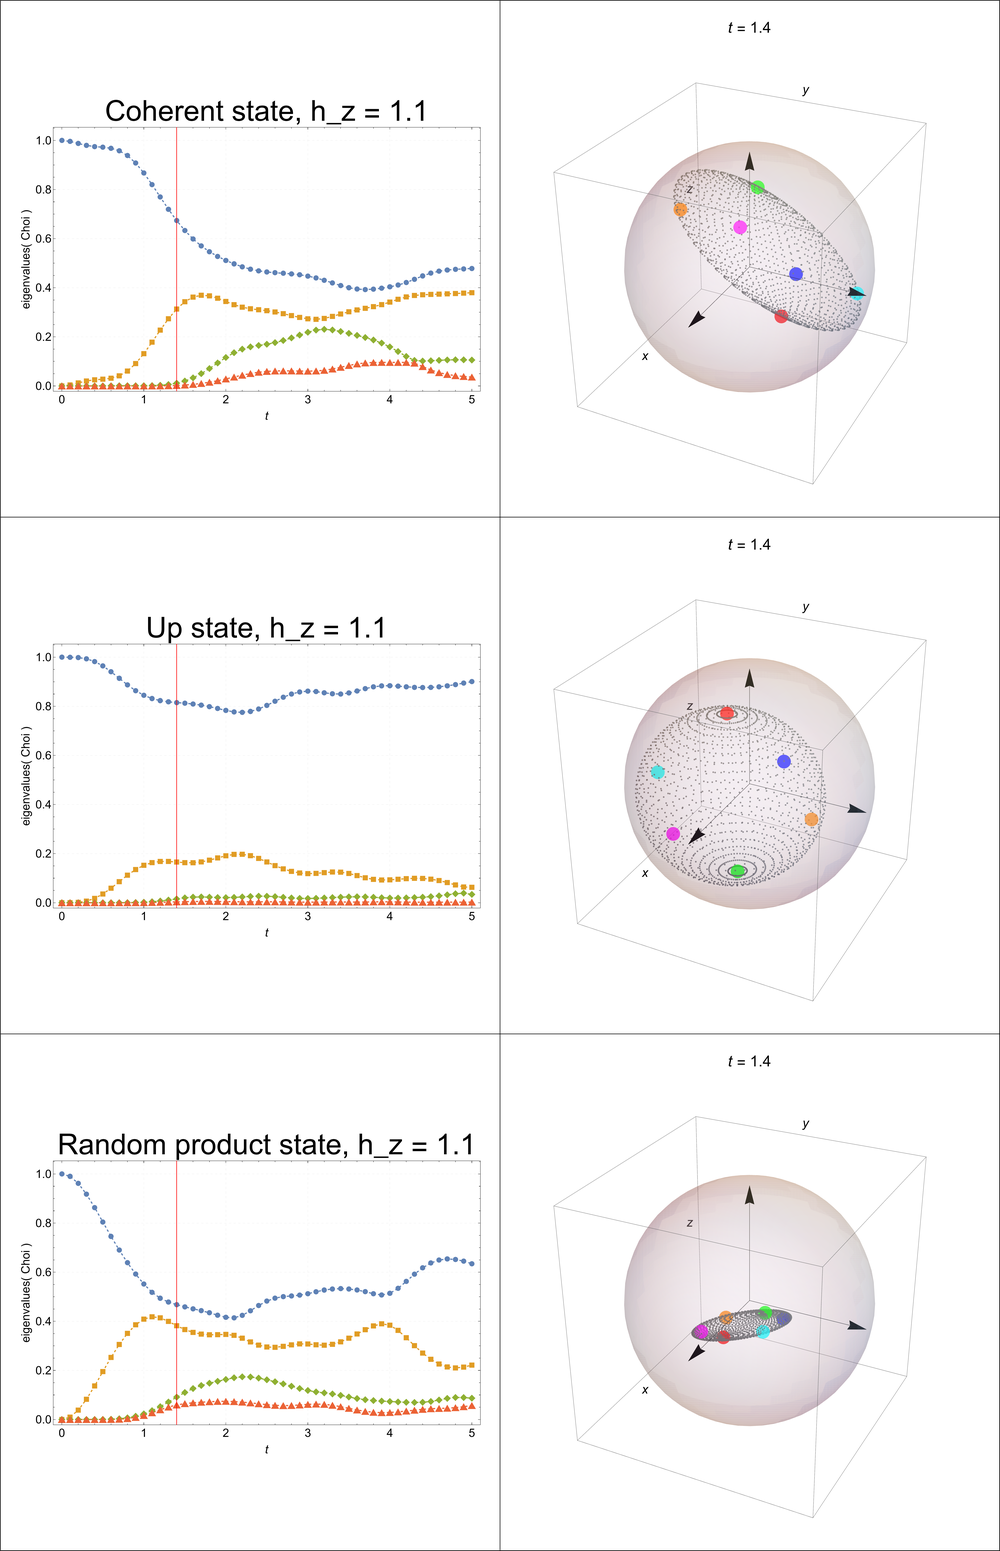 Coherent state, h_z = 1.1
eigenvalues( Choi )
1.0
0.8
0.6
0.4
0.2
0.0
0 1 2 3 4 5
t
t = 1.4
y
z
x
Up state, h_z = 1.1
eigenvalues( Choi )
1.0
0.8
0.6
0.4
0.2
0.0
0 1 2 3 4 5
t
t = 1.4
y
z
x
Random product state, h_z = 1.1
eigenvalues( Choi )
1.0
0.8
0.6
0.4
0.2
0.0
0 1 2 3 4 5
t
t = 1.4
y
z
x